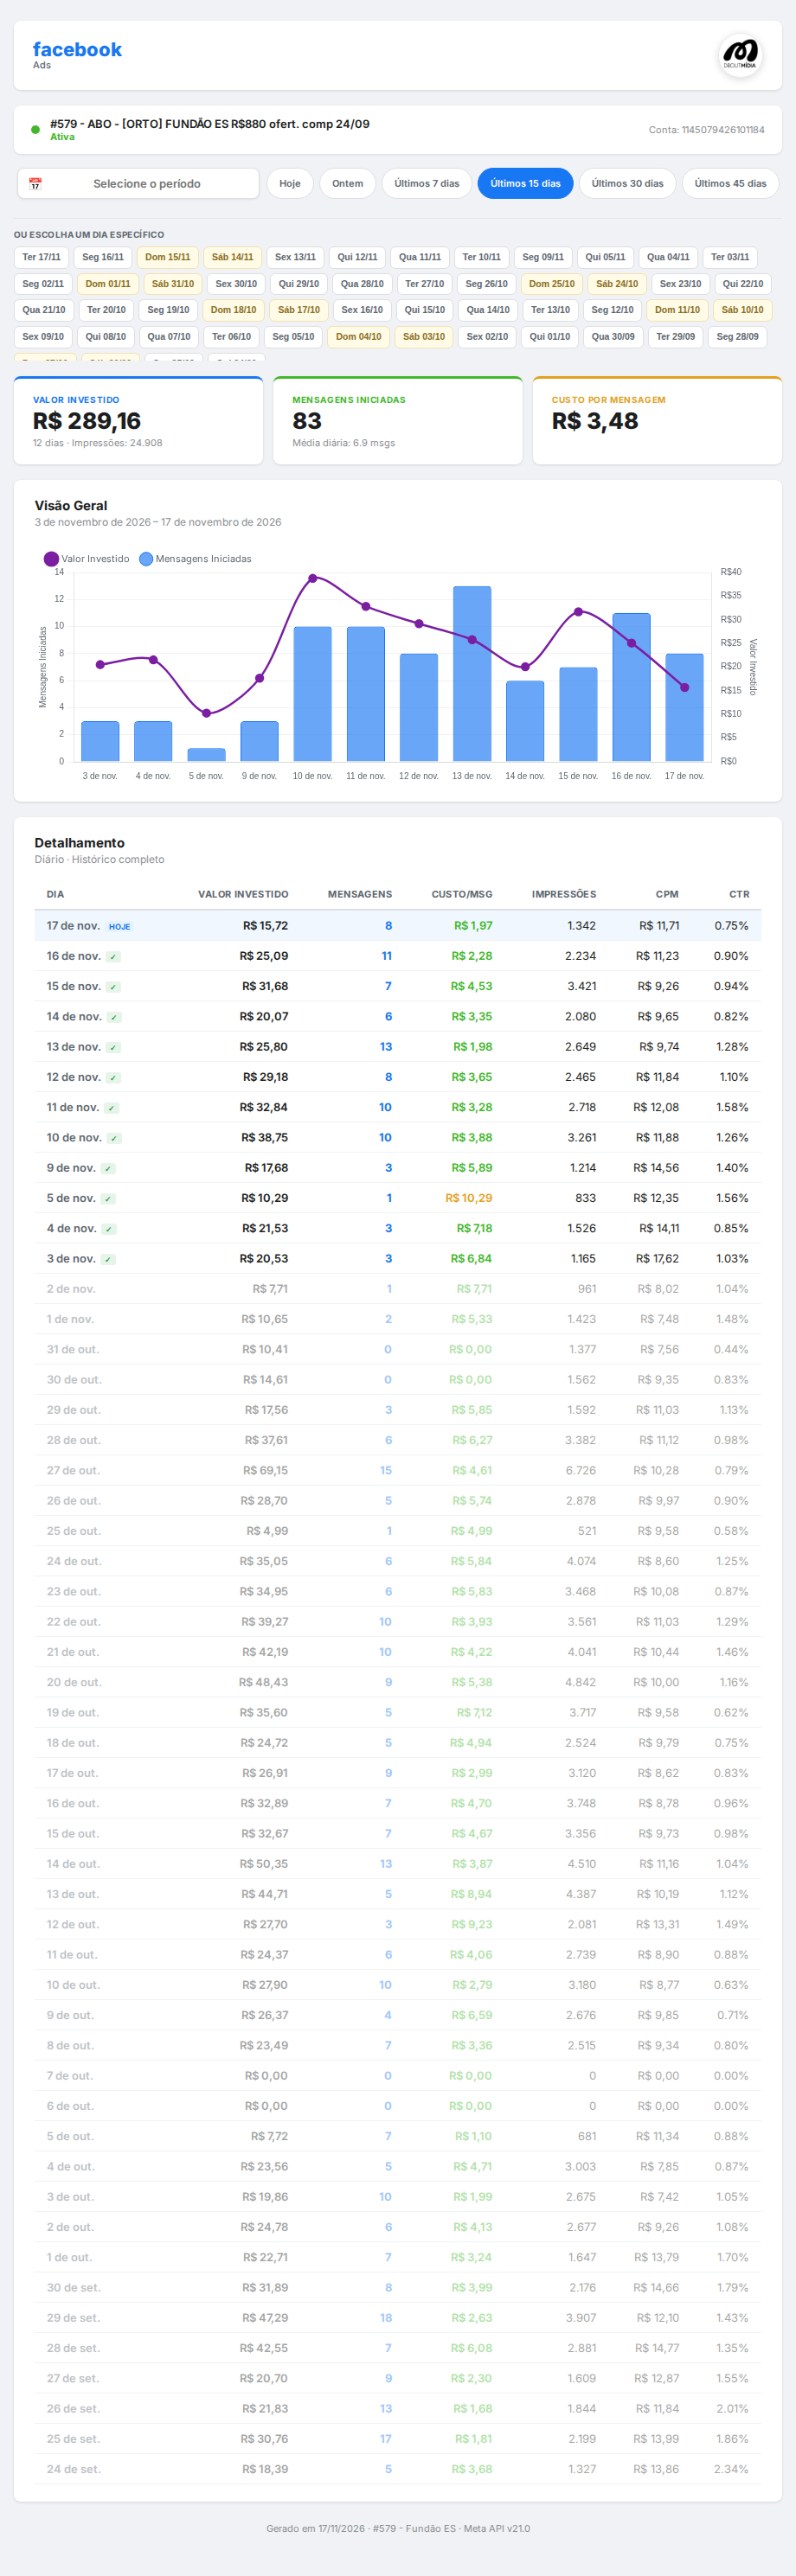 facebook
Ads
DROUTMÍDIA
#579 - ABO - [ORTO] FUNDÃO ES R$880 ofert. comp 24/09
Ativa
Conta: 1145079426101184
Selecione o período
Hoje
Ontem
Últimos 7 dias
Últimos 15 dias
Últimos 30 dias
Últimos 45 dias
OU ESCOLHA UM DIA ESPECÍFICO
Ter 17/11 Seg 16/11 Dom 15/11 Sáb 14/11 Sex 13/11 Qui 12/11 Qua 11/11 Ter 10/11 Seg 09/11 Qui 05/11 Qua 04/11 Ter 03/11
Seg 02/11 Dom 01/11 Sáb 31/10 Sex 30/10 Qui 29/10 Qua 28/10 Ter 27/10 Seg 26/10 Dom 25/10 Sáb 24/10 Sex 23/10 Qui 22/10
Qua 21/10 Ter 20/10 Seg 19/10 Dom 18/10 Sáb 17/10 Sex 16/10 Qui 15/10 Qua 14/10 Ter 13/10 Seg 12/10 Dom 11/10 Sáb 10/10
Sex 09/10 Qui 08/10 Qua 07/10 Ter 06/10 Seg 05/10 Dom 04/10 Sáb 03/10 Sex 02/10 Qui 01/10 Qua 30/09 Ter 29/09 Seg 28/09
VALOR INVESTIDO
R$ 289,16
12 dias · Impressões: 24.908
MENSAGENS INICIADAS
83
Média diária: 6.9 msgs
CUSTO POR MENSAGEM
R$ 3,48
Visão Geral
3 de novembro de 2026 – 17 de novembro de 2026
Valor Investido Mensagens Iniciadas
14 R$40
12 R$35
10 R$30
8 R$25
6 R$20
4 R$15
2 R$10
0 R$5
R$0
Mensagens Iniciadas
Valor Investido
3 de nov. 4 de nov. 5 de nov. 9 de nov. 10 de nov. 11 de nov. 12 de nov. 13 de nov. 14 de nov. 15 de nov. 16 de nov. 17 de nov.
Detalhamento
Diário · Histórico completo
DIA VALOR INVESTIDO MENSAGENS CUSTO/MSG IMPRESSÕES CPM CTR
17 de nov. HOJE R$ 15,72 8 R$ 1,97 1.342 R$ 11,71 0.75%
16 de nov. ✓ R$ 25,09 11 R$ 2,28 2.234 R$ 11,23 0.90%
15 de nov. ✓ R$ 31,68 7 R$ 4,53 3.421 R$ 9,26 0.94%
14 de nov. ✓ R$ 20,07 6 R$ 3,35 2.080 R$ 9,65 0.82%
13 de nov. ✓ R$ 25,80 13 R$ 1,98 2.649 R$ 9,74 1.28%
12 de nov. ✓ R$ 29,18 8 R$ 3,65 2.465 R$ 11,84 1.10%
11 de nov. ✓ R$ 32,84 10 R$ 3,28 2.718 R$ 12,08 1.58%
10 de nov. ✓ R$ 38,75 10 R$ 3,88 3.261 R$ 11,88 1.26%
9 de nov. ✓ R$ 17,68 3 R$ 5,89 1.214 R$ 14,56 1.40%
5 de nov. ✓ R$ 10,29 1 R$ 10,29 833 R$ 12,35 1.56%
4 de nov. ✓ R$ 21,53 3 R$ 7,18 1.526 R$ 14,11 0.85%
3 de nov. ✓ R$ 20,53 3 R$ 6,84 1.165 R$ 17,62 1.03%
2 de nov. R$ 7,71 1 R$ 7,71 961 R$ 8,02 1.04%
1 de nov. R$ 10,65 2 R$ 5,33 1.423 R$ 7,48 1.48%
31 de out. R$ 10,41 0 R$ 0,00 1.377 R$ 7,56 0.44%
30 de out. R$ 14,61 0 R$ 0,00 1.562 R$ 9,35 0.83%
29 de out. R$ 17,56 3 R$ 5,85 1.592 R$ 11,03 1.13%
28 de out. R$ 37,61 6 R$ 6,27 3.382 R$ 11,12 0.98%
27 de out. R$ 69,15 15 R$ 4,61 6.726 R$ 10,28 0.79%
26 de out. R$ 28,70 5 R$ 5,74 2.878 R$ 9,97 0.90%
25 de out. R$ 4,99 1 R$ 4,99 521 R$ 9,58 0.58%
24 de out. R$ 35,05 6 R$ 5,84 4.074 R$ 8,60 1.25%
23 de out. R$ 34,95 6 R$ 5,83 3.468 R$ 10,08 0.87%
22 de out. R$ 39,27 10 R$ 3,93 3.561 R$ 11,03 1.29%
21 de out. R$ 42,19 10 R$ 4,22 4.041 R$ 10,44 1.46%
20 de out. R$ 48,43 9 R$ 5,38 4.842 R$ 10,00 1.16%
19 de out. R$ 35,60 5 R$ 7,12 3.717 R$ 9,58 0.62%
18 de out. R$ 24,72 5 R$ 4,94 2.524 R$ 9,79 0.75%
17 de out. R$ 26,91 9 R$ 2,99 3.120 R$ 8,62 0.83%
16 de out. R$ 32,89 7 R$ 4,70 3.748 R$ 8,78 0.96%
15 de out. R$ 32,67 7 R$ 4,67 3.356 R$ 9,73 0.98%
14 de out. R$ 50,35 13 R$ 3,87 4.510 R$ 11,16 1.04%
13 de out. R$ 44,71 5 R$ 8,94 4.387 R$ 10,19 1.12%
12 de out. R$ 27,70 3 R$ 9,23 2.081 R$ 13,31 1.49%
11 de out. R$ 24,37 6 R$ 4,06 2.739 R$ 8,90 0.88%
10 de out. R$ 27,90 10 R$ 2,79 3.180 R$ 8,77 0.63%
9 de out. R$ 26,37 4 R$ 6,59 2.676 R$ 9,85 0.71%
8 de out. R$ 23,49 7 R$ 3,36 2.515 R$ 9,34 0.80%
7 de out. R$ 0,00 0 R$ 0,00 0 R$ 0,00 0.00%
6 de out. R$ 0,00 0 R$ 0,00 0 R$ 0,00 0.00%
5 de out. R$ 7,72 7 R$ 1,10 681 R$ 11,34 0.88%
4 de out. R$ 23,56 5 R$ 4,71 3.003 R$ 7,85 0.87%
3 de out. R$ 19,86 10 R$ 1,99 2.675 R$ 7,42 1.05%
2 de out. R$ 24,78 6 R$ 4,13 2.677 R$ 9,26 1.08%
1 de out. R$ 22,71 7 R$ 3,24 1.647 R$ 13,79 1.70%
30 de set. R$ 31,89 8 R$ 3,99 2.176 R$ 14,66 1.79%
29 de set. R$ 47,29 18 R$ 2,63 3.907 R$ 12,10 1.43%
28 de set. R$ 42,55 7 R$ 6,08 2.881 R$ 14,77 1.35%
27 de set. R$ 20,70 9 R$ 2,30 1.609 R$ 12,87 1.55%
26 de set. R$ 21,83 13 R$ 1,68 1.844 R$ 11,84 2.01%
25 de set. R$ 30,76 17 R$ 1,81 2.199 R$ 13,99 1.86%
24 de set. R$ 18,39 5 R$ 3,68 1.327 R$ 13,86 2.34%
Gerado em 17/11/2026 · #579 - Fundão ES · Meta API v21.0